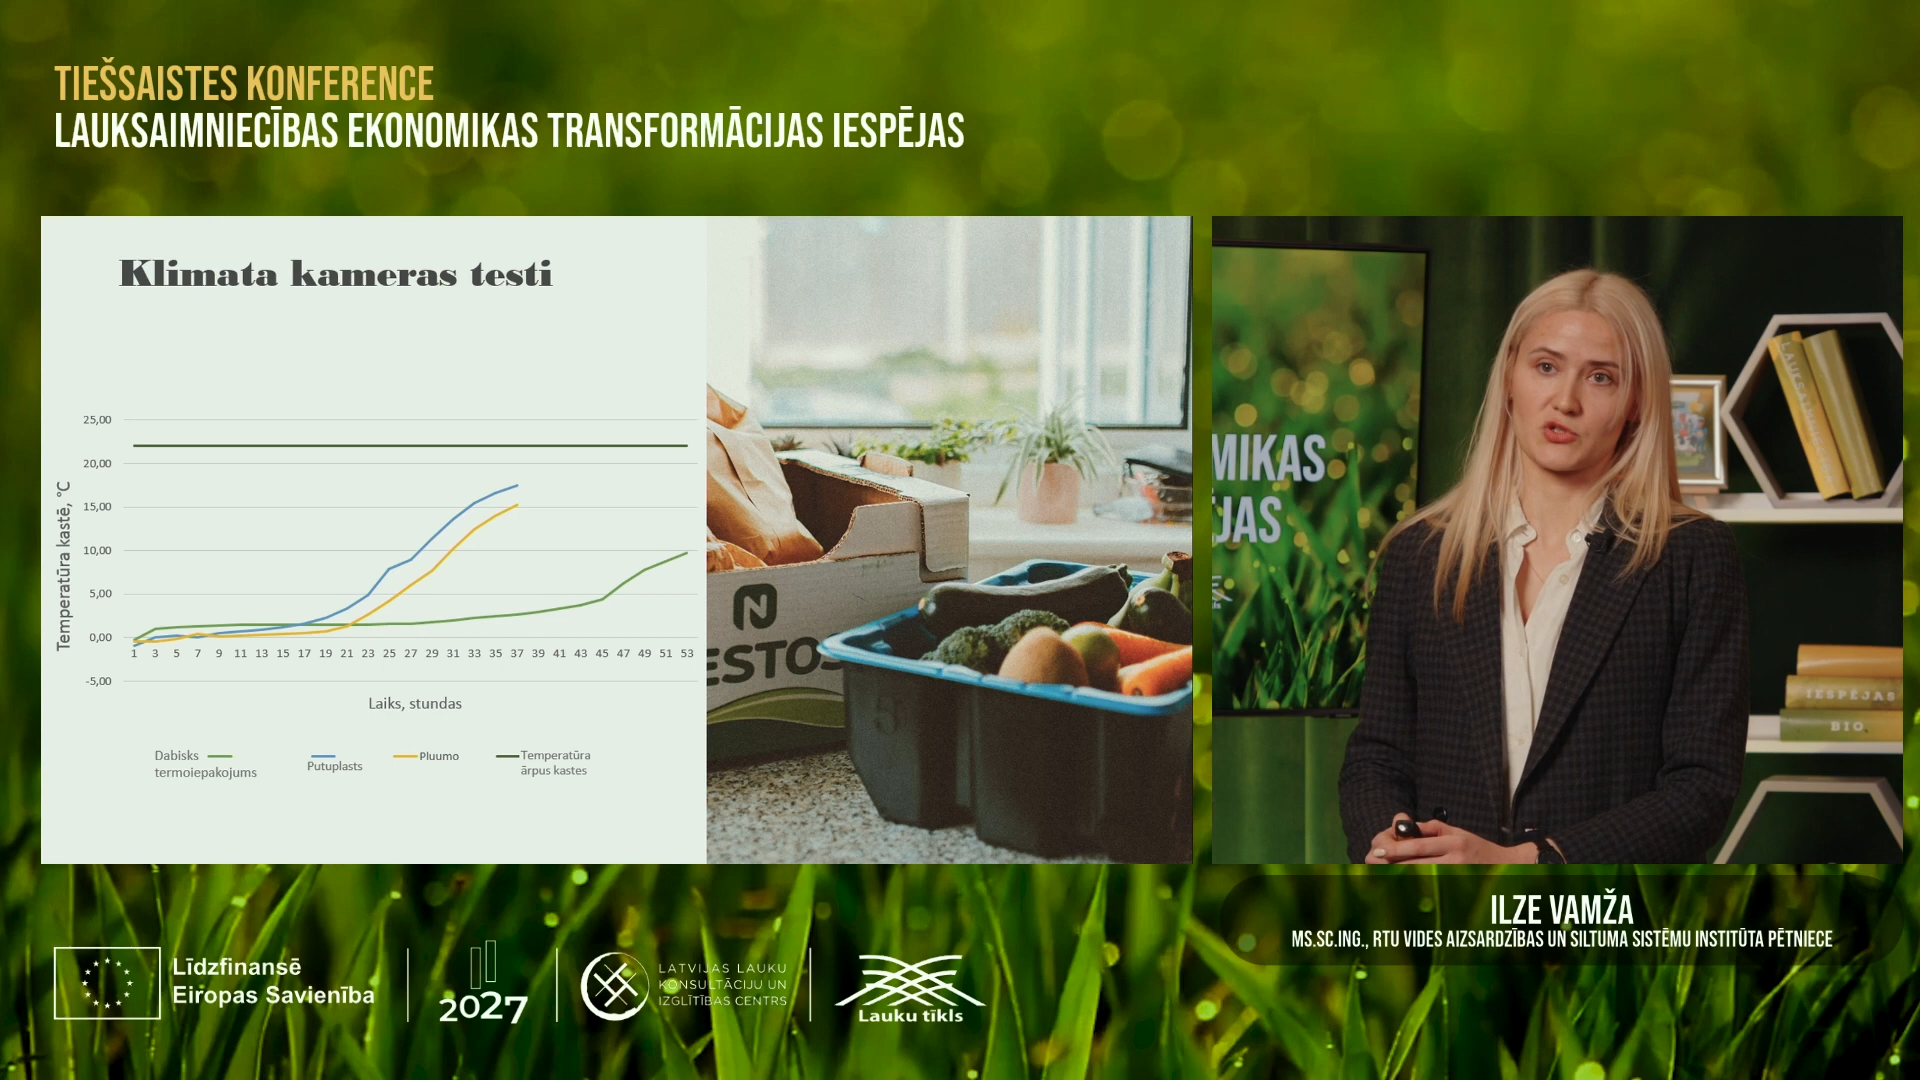 TIEŠSAISTES KONFERENCE
LAUKSAIMNIECĪBAS EKONOMIKAS TRANSFORMĀCIJAS IESPĒJAS
Klimata kameras testi
25,00
20,00
15,00
10,00
5,00
0,00
-5,00
Temperatūra kastē, °C
1 3 5 7 9 11 13 15 17 19 21 23 25 27 29 31 33 35 37 39 41 43 45 47 49 51 53
Laiks, stundas
Dabisks
termoiepakojums
Putuplasts
Pluumo
Temperatūra
ārpus kastes
N
ESTOS
5
MIKAS
JAS
IESPĒJAS
BIO
ILZE VAMŽA
MS.SC.ING., RTU VIDES AIZSARDZĪBAS UN SILTUMA SISTĒMU INSTITŪTA PĒTNIECE
Līdzfinansē
Eiropas Savienība
2027
LATVIJAS LAUKU
KONSULTĀCIJU UN
IZGLĪTĪBAS CENTRS
Lauku tīkls